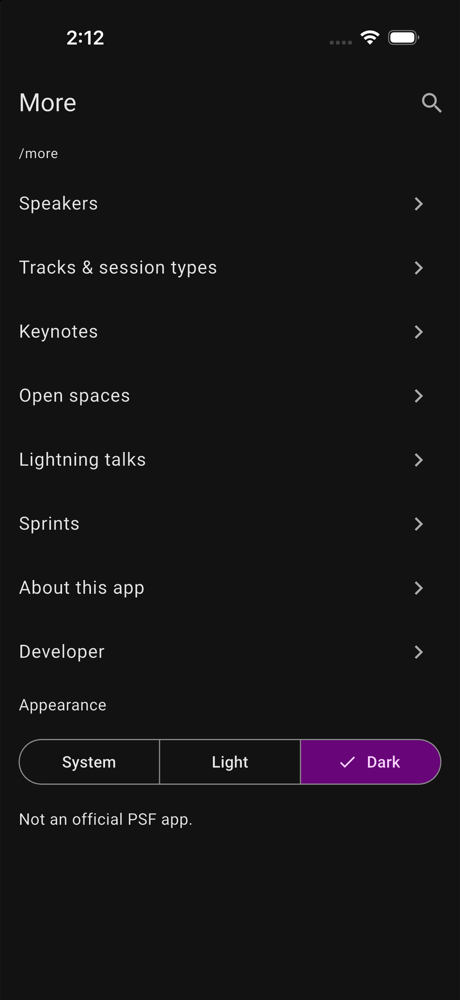 2:12
More
/more
Speakers
Tracks & session types
Keynotes
Open spaces
Lightning talks
Sprints
About this app
Developer
Appearance
System Light Dark
Not an official PSF app.